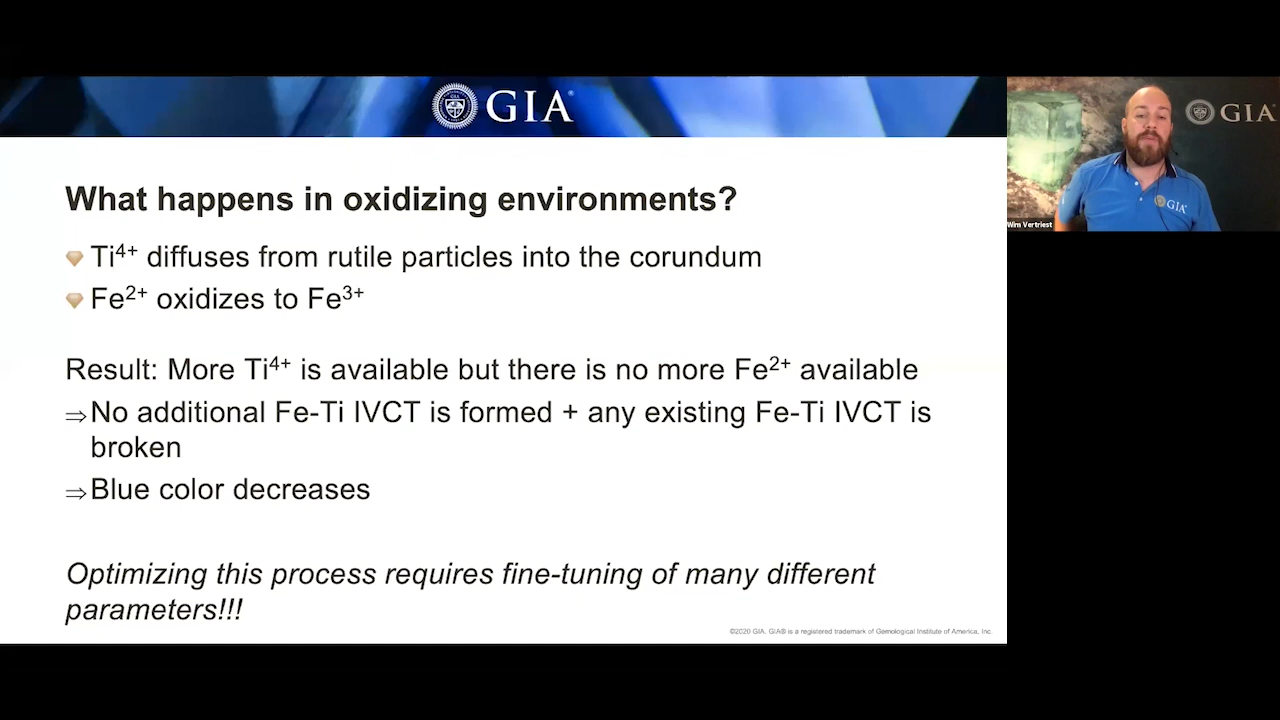 GIA®
What happens in oxidizing environments?
Ti⁴⁺ diffuses from rutile particles into the corundum
Fe²⁺ oxidizes to Fe³⁺
Result: More Ti⁴⁺ is available but there is no more Fe²⁺ available
⇒No additional Fe-Ti IVCT is formed + any existing Fe-Ti IVCT is
broken
⇒Blue color decreases
Optimizing this process requires fine-tuning of many different
parameters!!!
©2020 GIA. GIA® is a registered trademark of Gemological Institute of America, Inc
GIA
GIA
Wim Vertriest